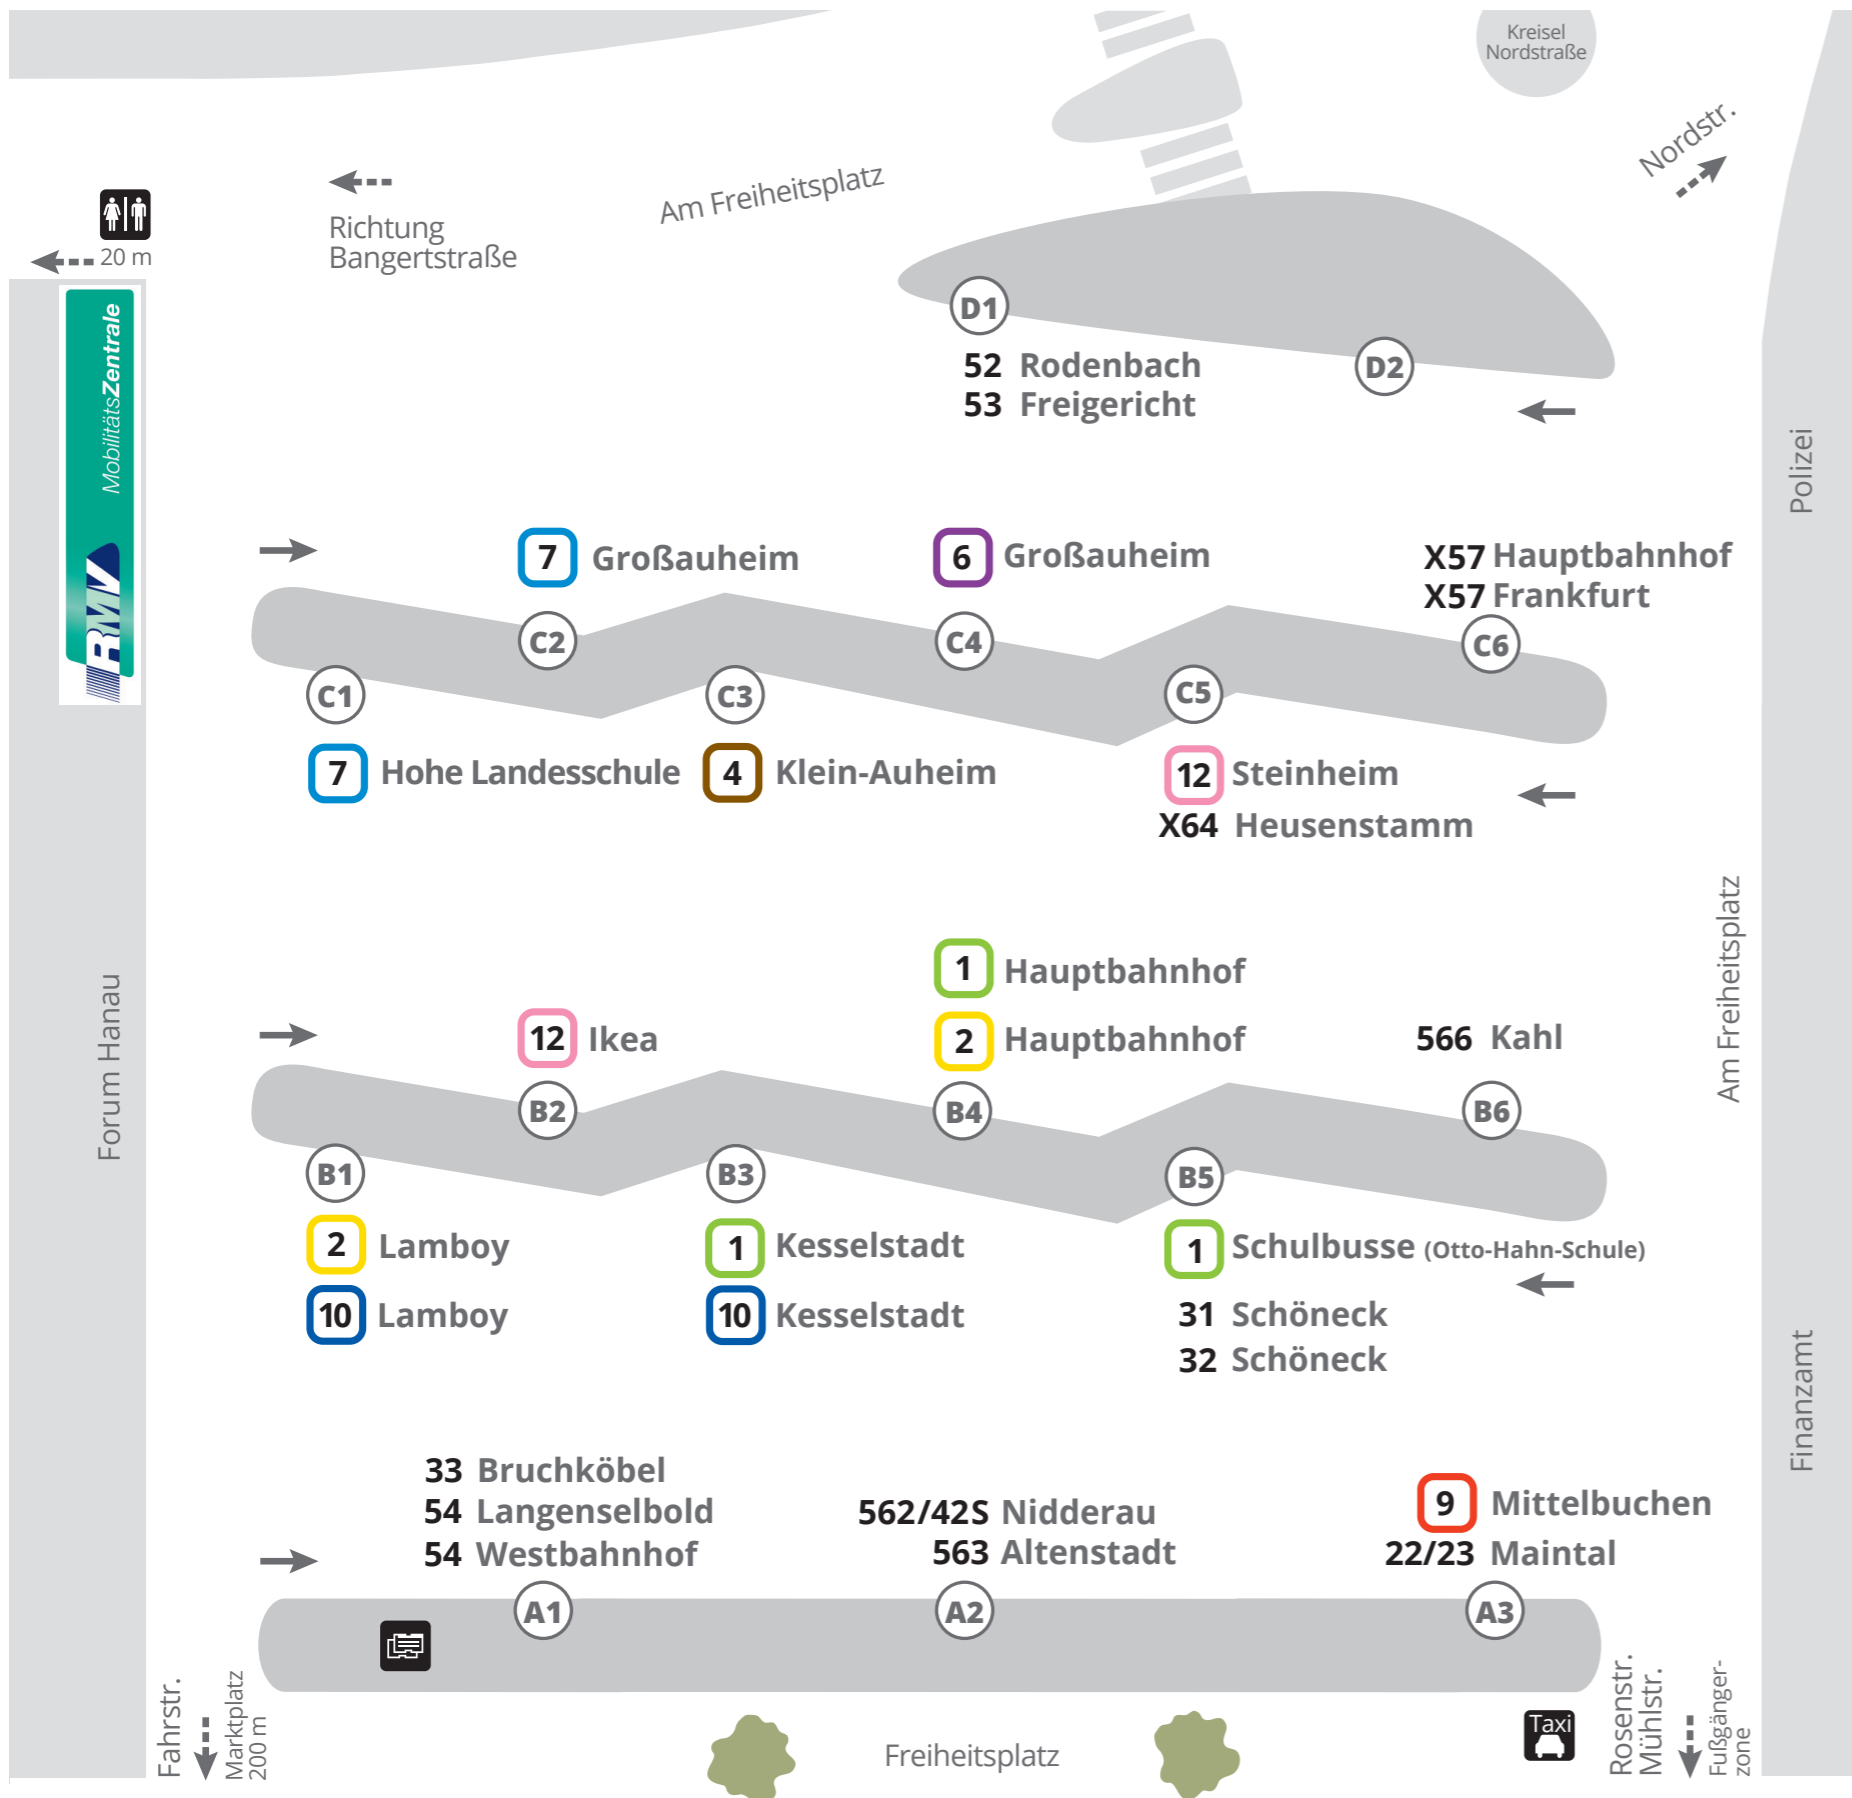 Kreisel
Nordstraße
Nordstr.
Am Freiheitsplatz
Richtung
Bangertstraße
20 m
MobilitätsZentrale
RMV
D1
52 Rodenbach
53 Freigericht
D2
Polizei
7 Großauheim
6 Großauheim
X57 Hauptbahnhof
X57 Frankfurt
C2
C4
C6
C1
C3
C5
7 Hohe Landesschule
4 Klein-Auheim
12 Steinheim
X64 Heusenstamm
Am Freiheitsplatz
Forum Hanau
1 Hauptbahnhof
12 Ikea
2 Hauptbahnhof
566 Kahl
B2
B4
B6
B1
B3
B5
2 Lamboy
10 Lamboy
1 Kesselstadt
10 Kesselstadt
1 Schulbusse (Otto-Hahn-Schule)
31 Schöneck
32 Schöneck
Finanzamt
33 Bruchköbel
54 Langenselbold
54 Westbahnhof
562/42S Nidderau
563 Altenstadt
9 Mittelbuchen
22/23 Maintal
A1
A2
A3
Fahrstr.
Marktplatz
200 m
Freiheitsplatz
Taxi
Rosenstr.
Mühlstr.
Fußgänger-
zone